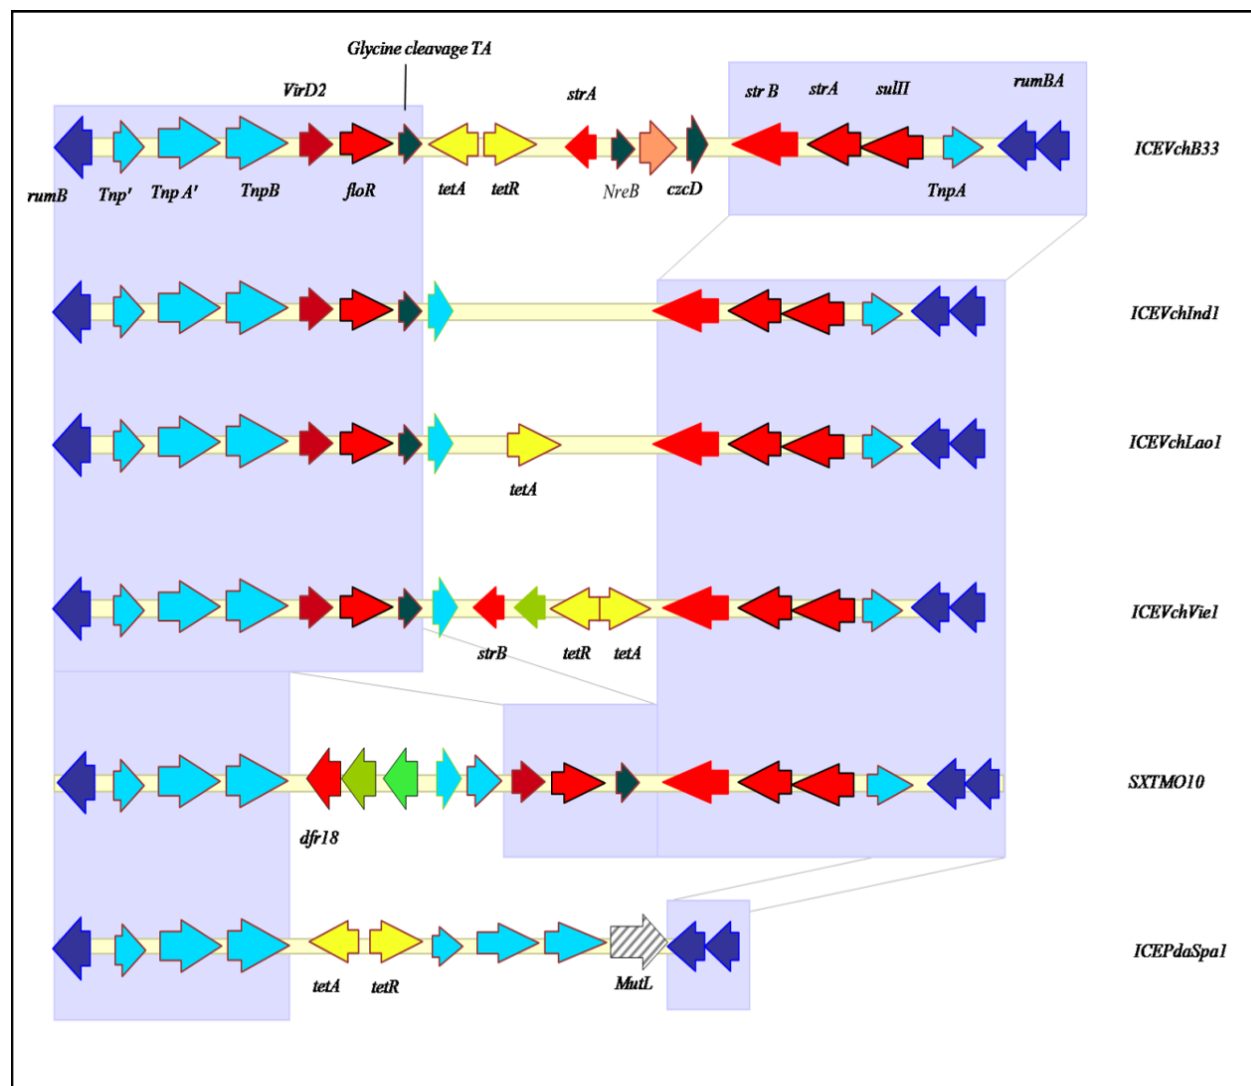 Glycine cleavage TA
VirD2
strA
str B
strA
sulII
rumBA
ICEVchB33
rumB
Tnp'
Tnp A'
TnpB
floR
tetA
tetR
NreB
czcD
TnpA
ICEVchInd1
ICEVchLao1
tetA
ICEVchVie1
strB
tetR
tetA
SXTMO10
dfr18
ICEPdaSpa1
tetA
tetR
MutL